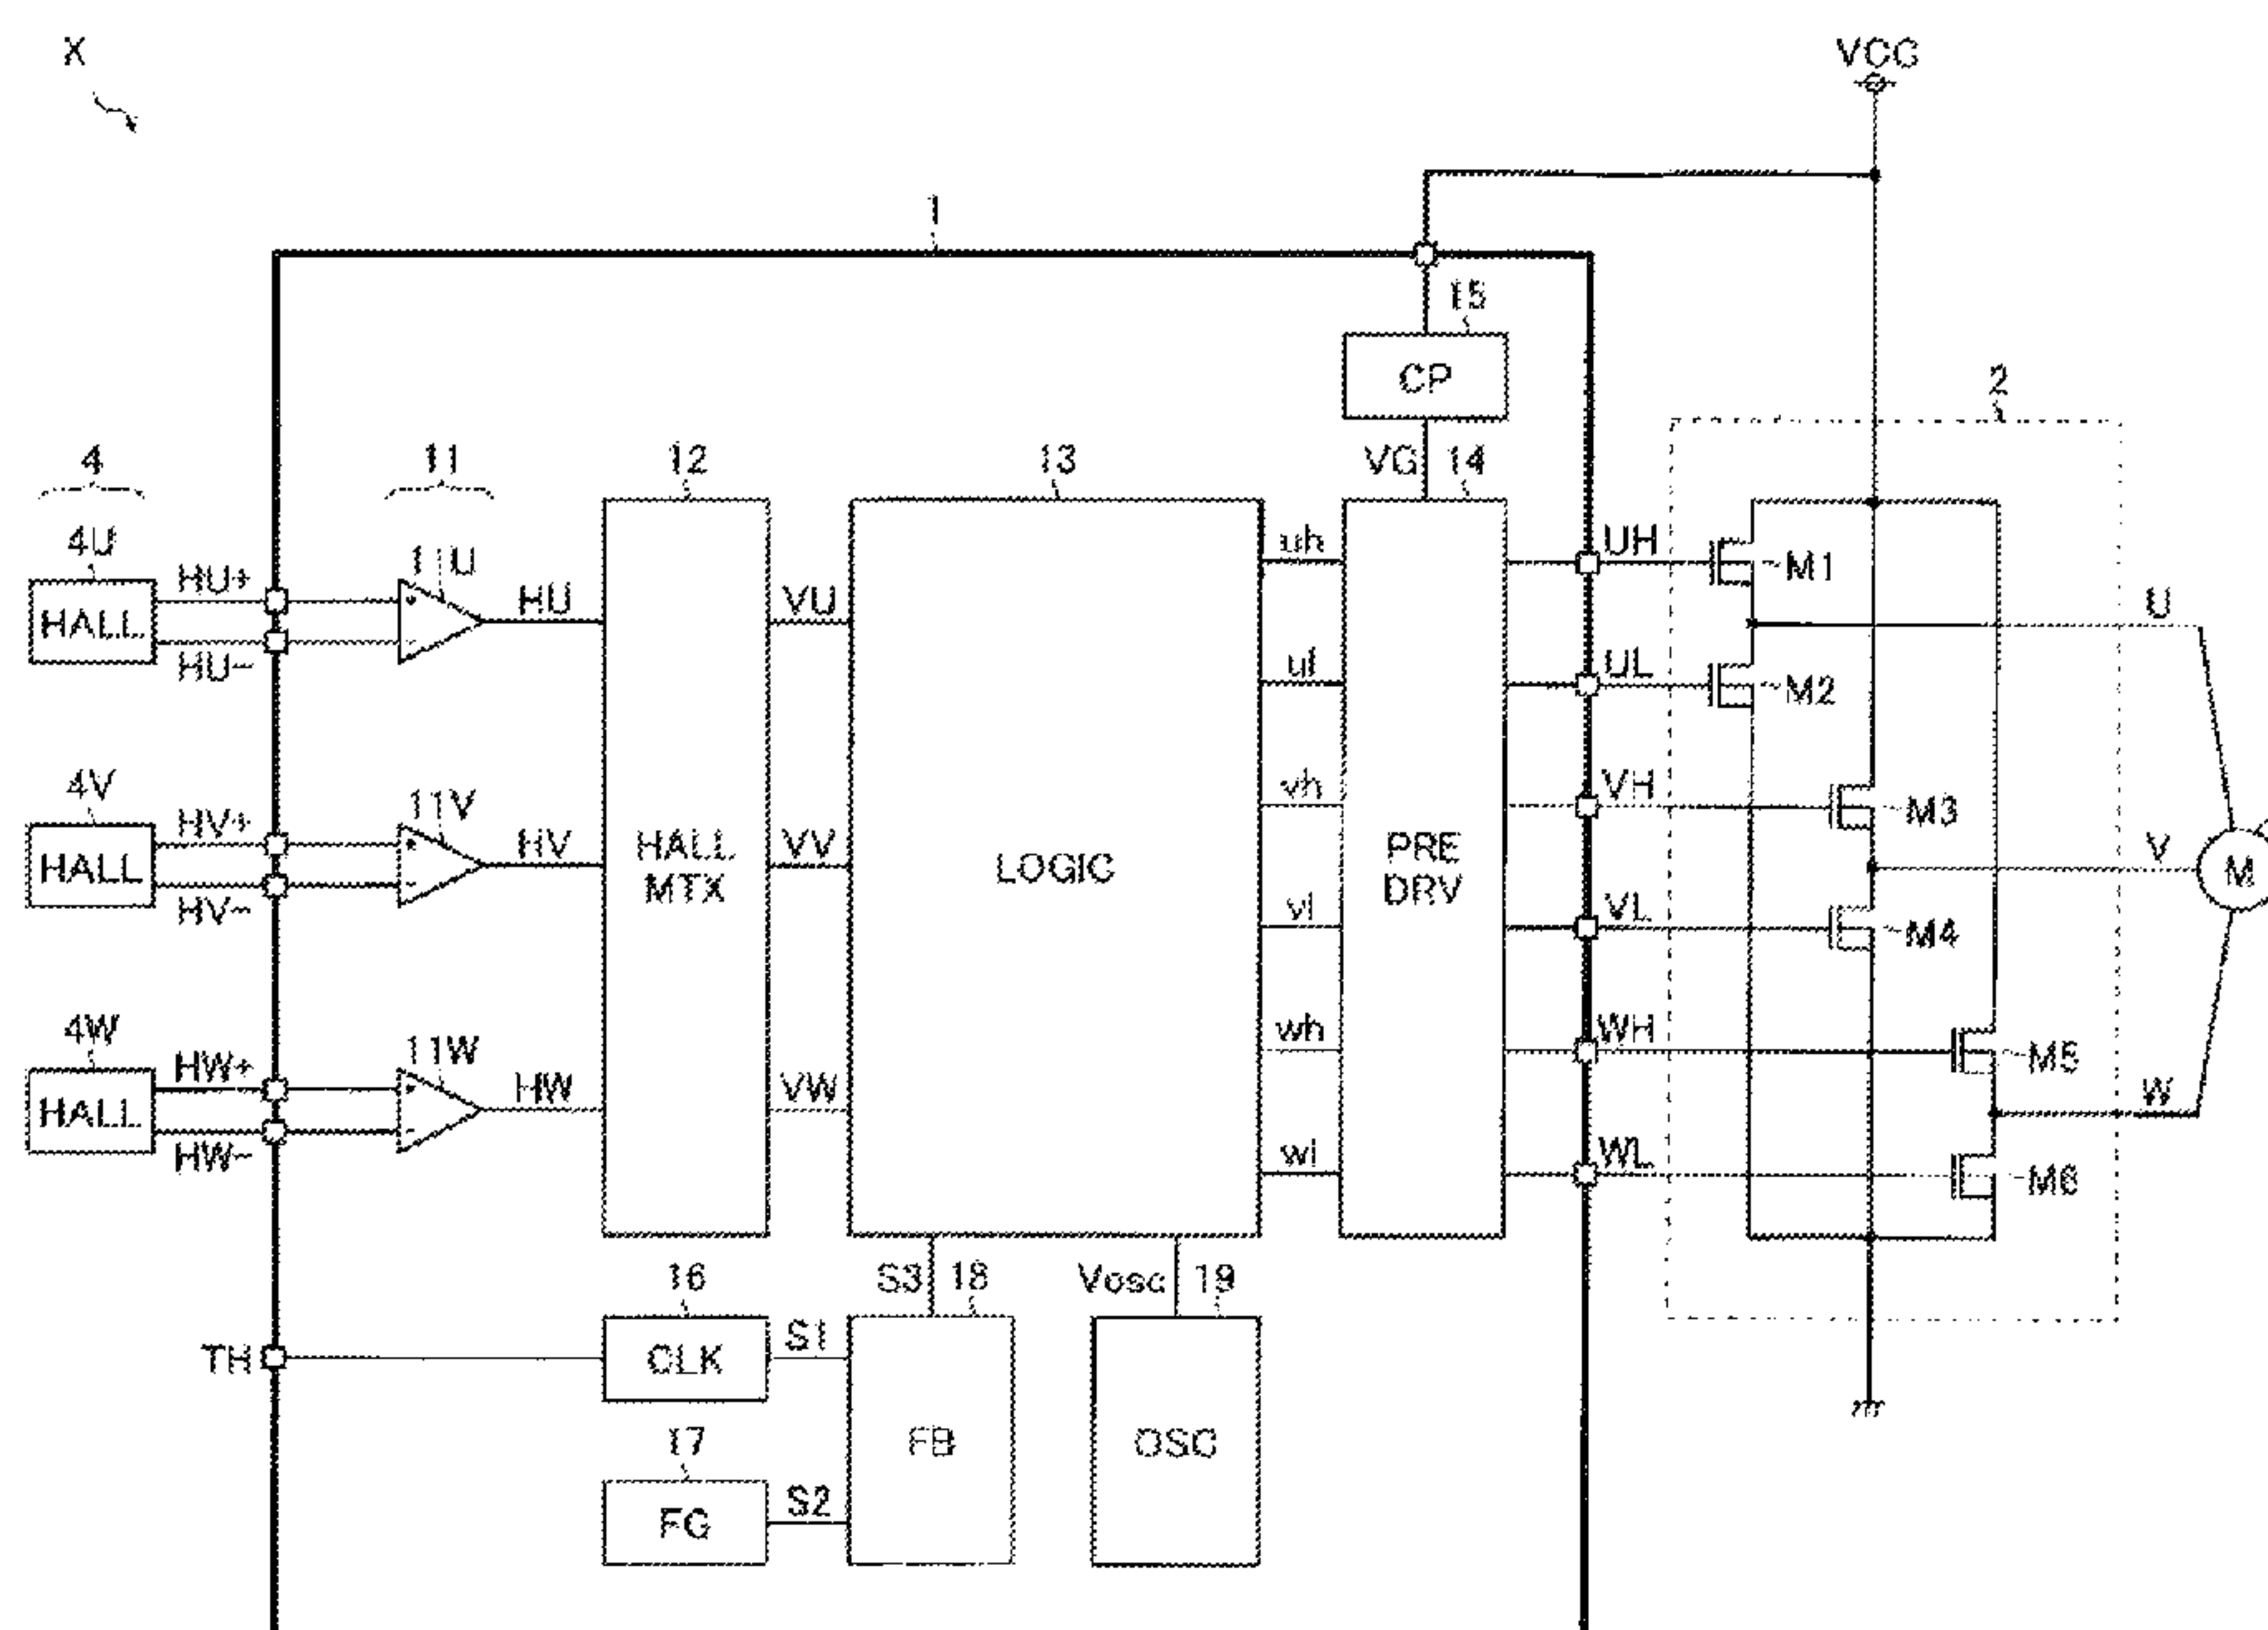 X
VCC
1
15
CP
2
4
11
12
13
VG
14
4U
HALL
HU+
HU-
11U
HU
VU
uh
UH
M1
U
ul
UL
M2
4V
HALL
HV+
HV-
11V
HV
HALL
MTX
VV
LOGIC
vh
vl
PRE
DRV
VH
VL
M3
M4
V
M
4W
HALL
HW+
HW-
11W
HW
VW
wh
WH
M5
W
wl
WL
M6
TH
16
CLK
S1
S3
18
FB
Vosc
19
OSC
17
FG
S2